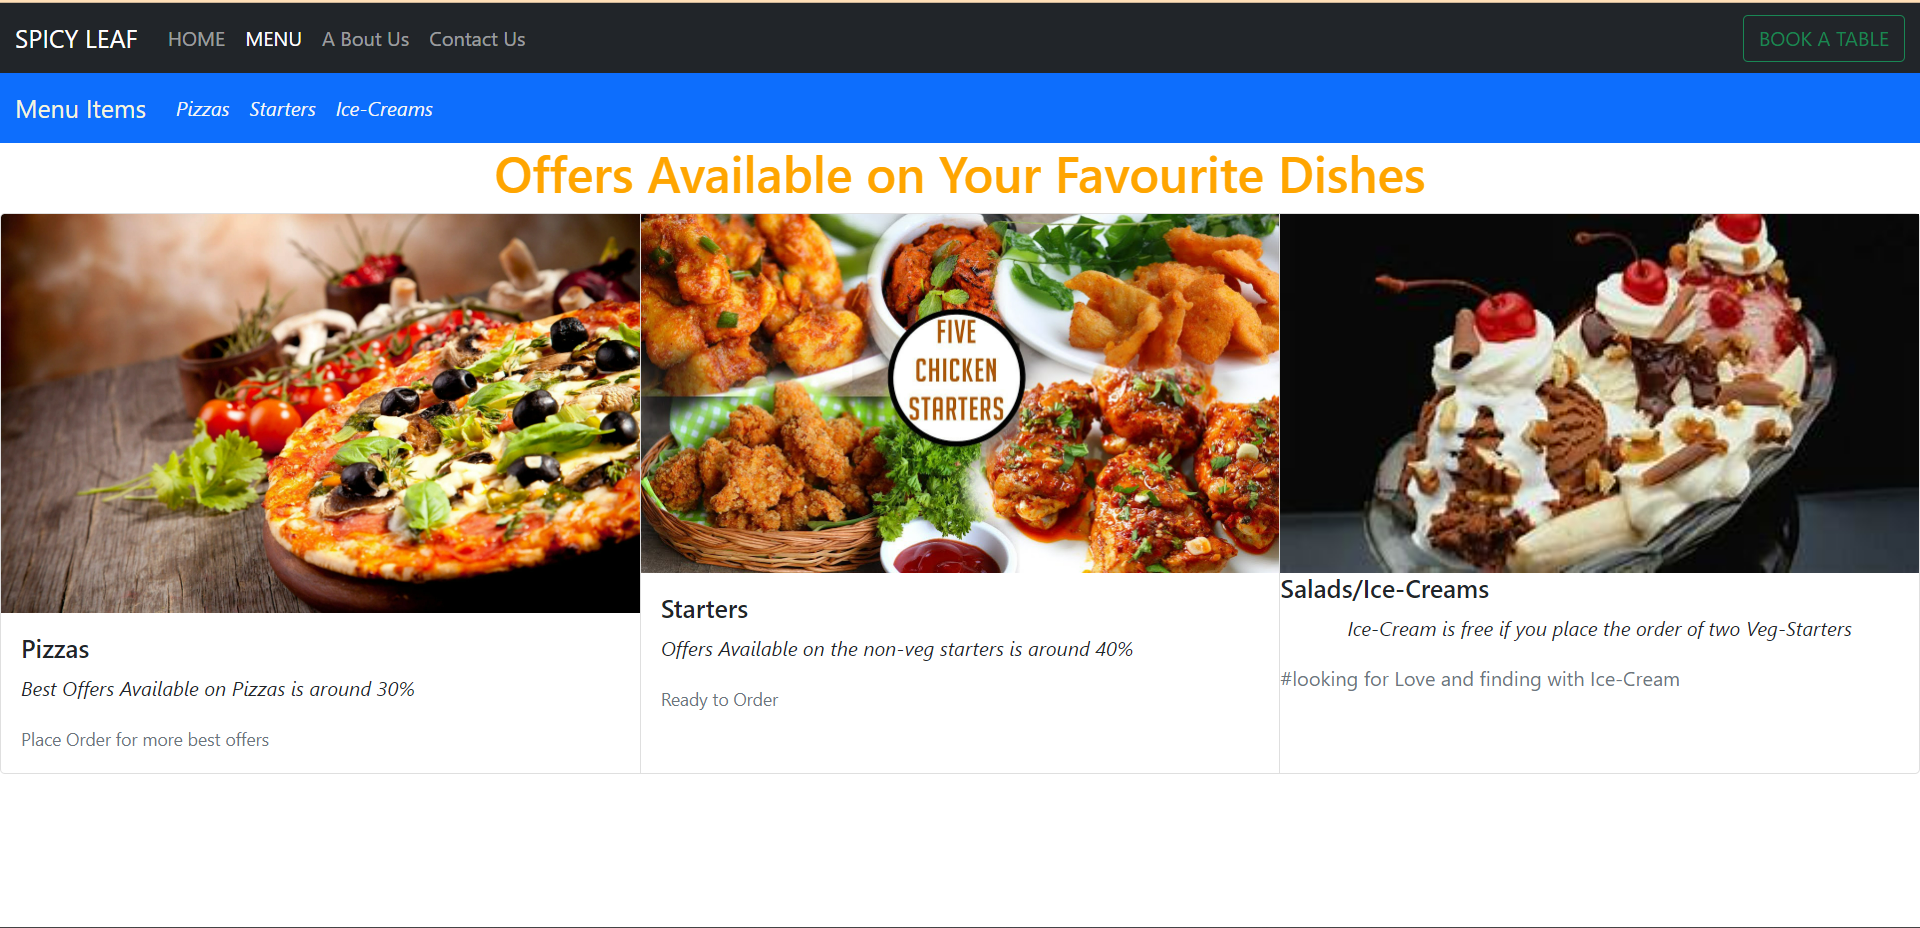 SPICY LEAF HOME MENU A Bout Us Contact Us BOOK A TABLE
Menu Items Pizzas Starters Ice-Creams
Offers Available on Your Favourite Dishes
FIVE
CHICKEN
STARTERS
Pizzas
Best Offers Available on Pizzas is around 30%
Place Order for more best offers
Starters
Offers Available on the non-veg starters is around 40%
Ready to Order
Salads/Ice-Creams
Ice-Cream is free if you place the order of two Veg-Starters
#looking for Love and finding with Ice-Cream